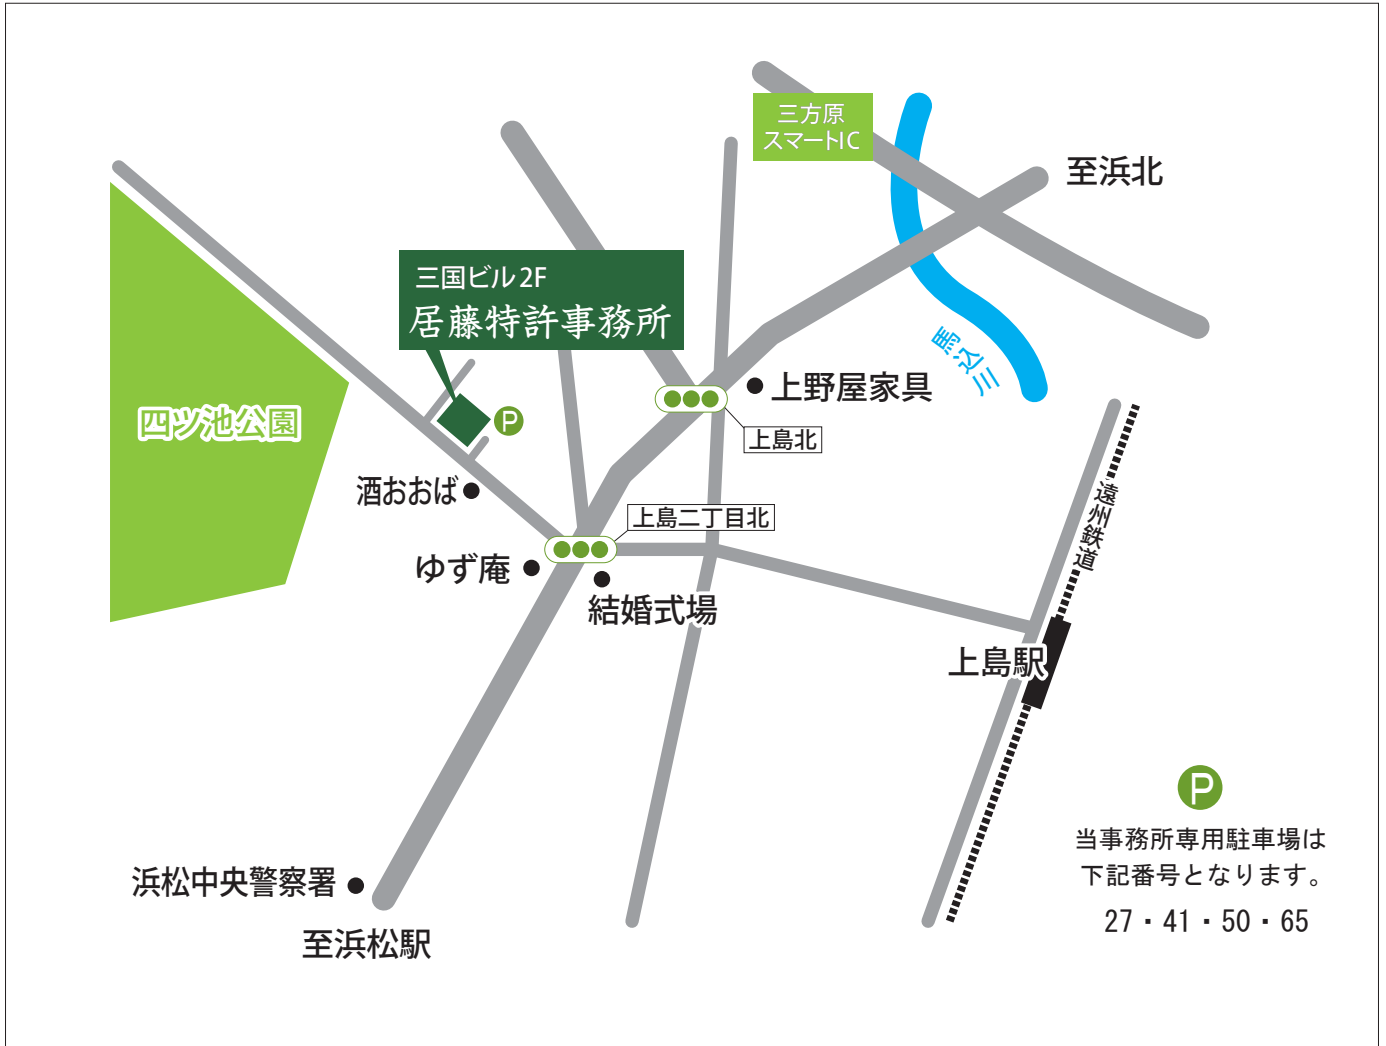 三方原
スマートIC
至浜北
三国ビル2F
居藤特許事務所
馬込川
上野屋家具
四ツ池公園
P
上島北
酒おおば
遠州鉄道
上島二丁目北
ゆず庵
結婚式場
上島駅
P
当事務所専用駐車場は
下記番号となります。
27・41・50・65
浜松中央警察署
至浜松駅